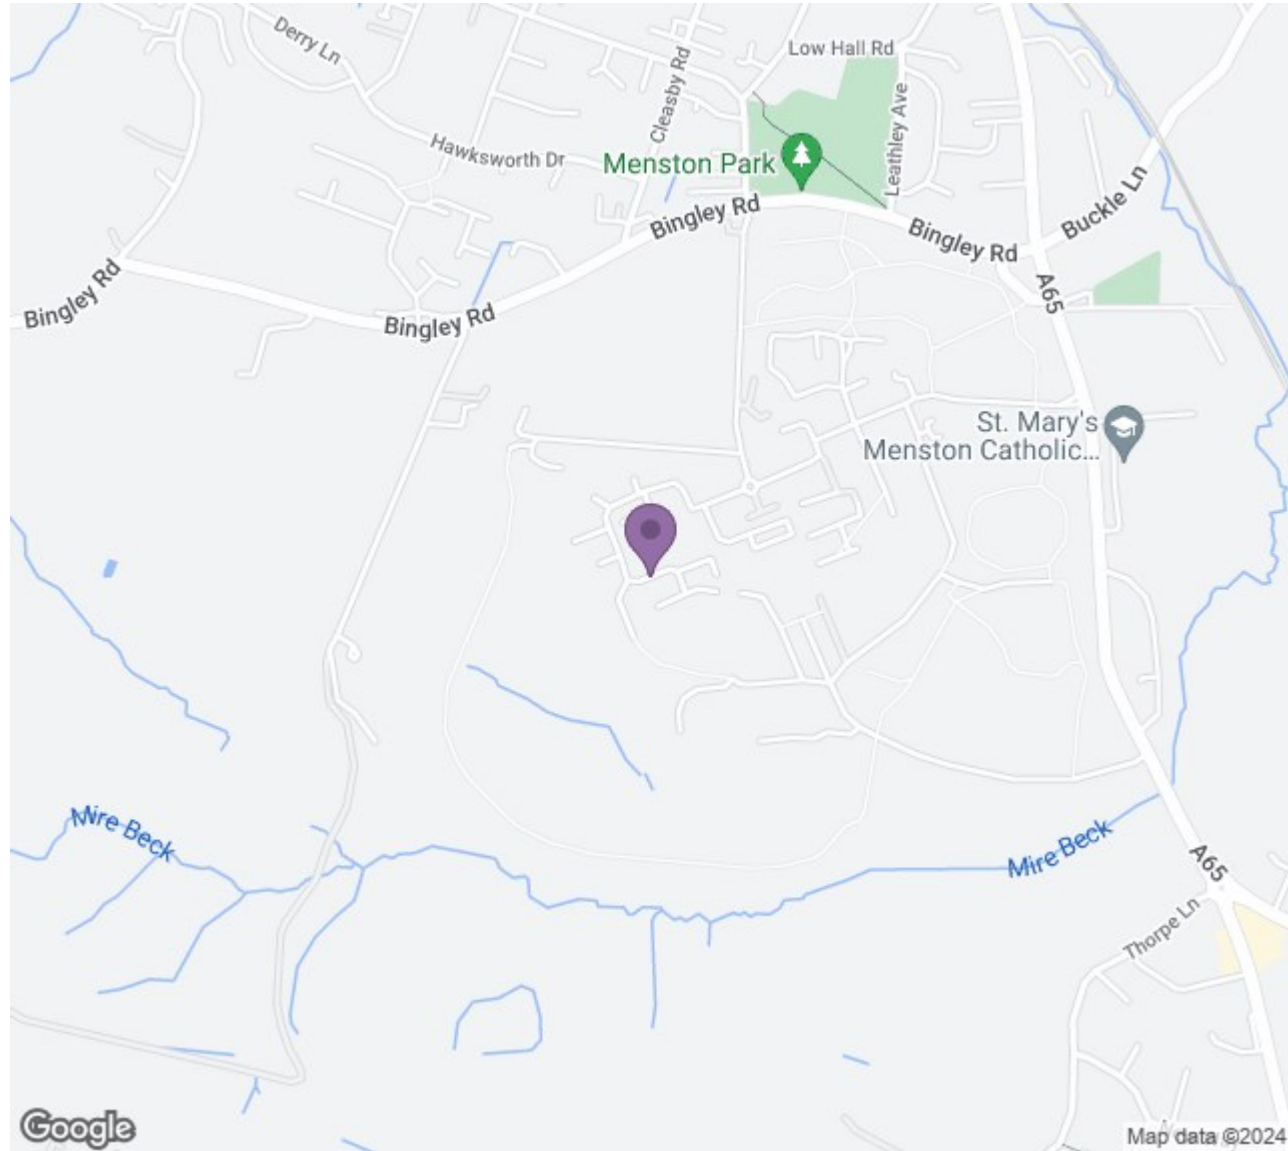 Derry Ln
Low Hall Rd
Cleasby Rd
Leathley Ave
Hawksworth Dr
Menston Park
Bingley Rd
Bingley Rd
Buckle Ln
Bingley Rd
Bingley Rd
A65
St. Mary's
Menston Catholic...
Mire Beck
Mire Beck
A65
Thorpe Ln
Google
Map data ©2024